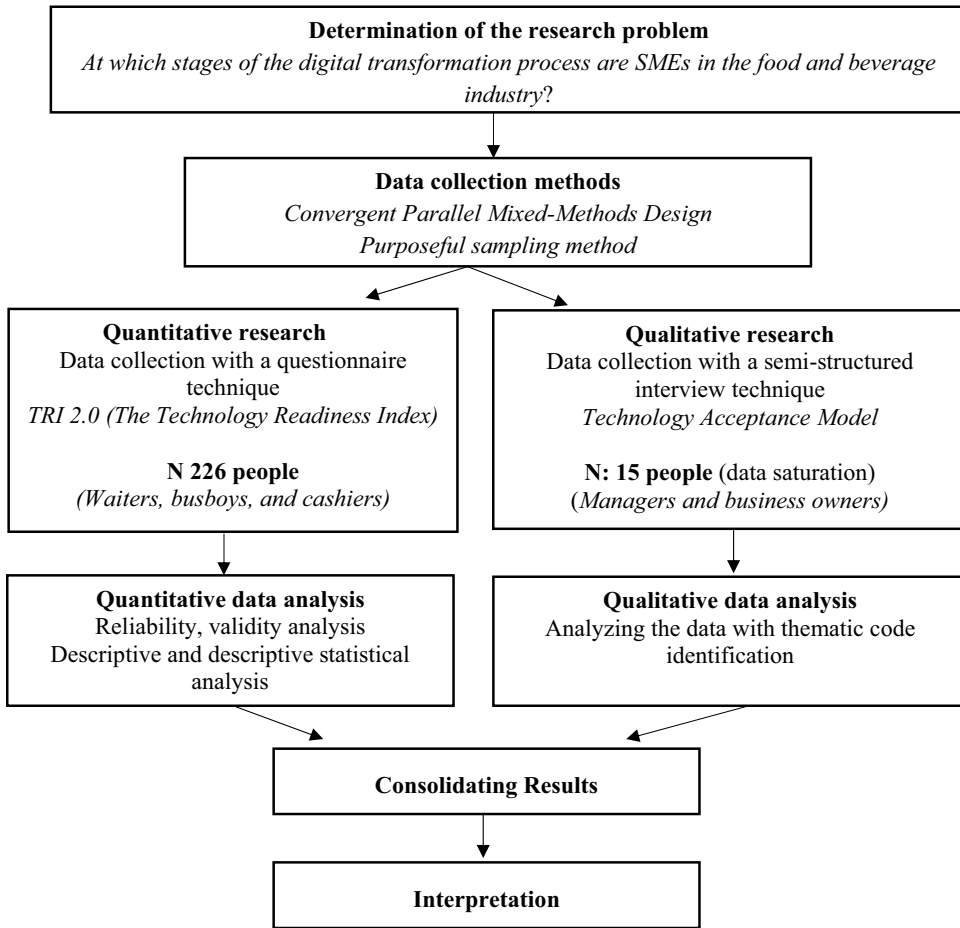 Determination of the research problem
At which stages of the digital transformation process are SMEs in the food and beverage
industry?
Data collection methods
Convergent Parallel Mixed-Methods Design
Purposeful sampling method
Quantitative research
Data collection with a questionnaire
technique
TRI 2.0 (The Technology Readiness Index)
N 226 people
(Waiters, busboys, and cashiers)
Qualitative research
Data collection with a semi-structured
interview technique
Technology Acceptance Model
N: 15 people (data saturation)
(Managers and business owners)
Quantitative data analysis
Reliability, validity analysis
Descriptive and descriptive statistical
analysis
Qualitative data analysis
Analyzing the data with thematic code
identification
Consolidating Results
Interpretation